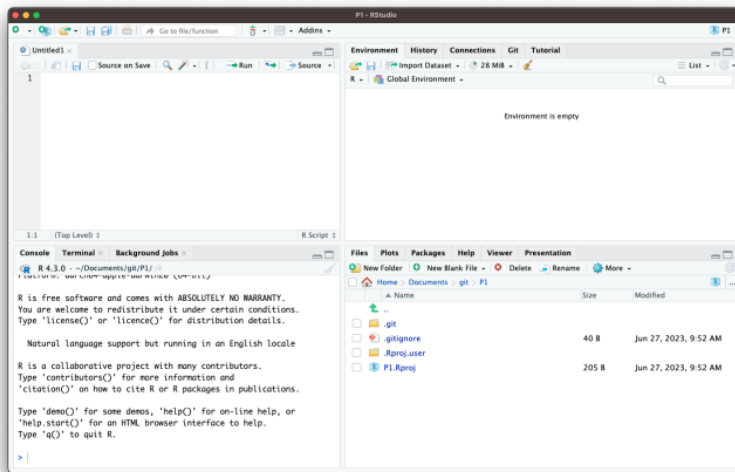 P1 - RStudio
Go to file/function
Addins
P1
Untitled1
Source on Save
Run
Source
1
1:1
(Top Level)
R Script
Console
Terminal
Background Jobs
R 4.3.0 · ~/Documents/git/P1/
Platform: aarch64-apple-darwin20 (64-bit)
R is free software and comes with ABSOLUTELY NO WARRANTY.
You are welcome to redistribute it under certain conditions.
Type 'license()' or 'licence()' for distribution details.
Natural language support but running in an English locale
R is a collaborative project with many contributors.
Type 'contributors()' for more information and
'citation()' on how to cite R or R packages in publications.
Type 'demo()' for some demos, 'help()' for on-line help, or
'help.start()' for an HTML browser interface to help.
Type 'q()' to quit R.
>
Environment
History
Connections
Git
Tutorial
Import Dataset
28 MiB
List
R
Global Environment
Environment is empty
Files
Plots
Packages
Help
Viewer
Presentation
New Folder
New Blank File
Delete
Rename
More
Home
Documents
git
P1
...
Name
Size
Modified
..
.git
.gitignore
40 B
Jun 27, 2023, 9:52 AM
.Rproj.user
P1.Rproj
205 B
Jun 27, 2023, 9:52 AM